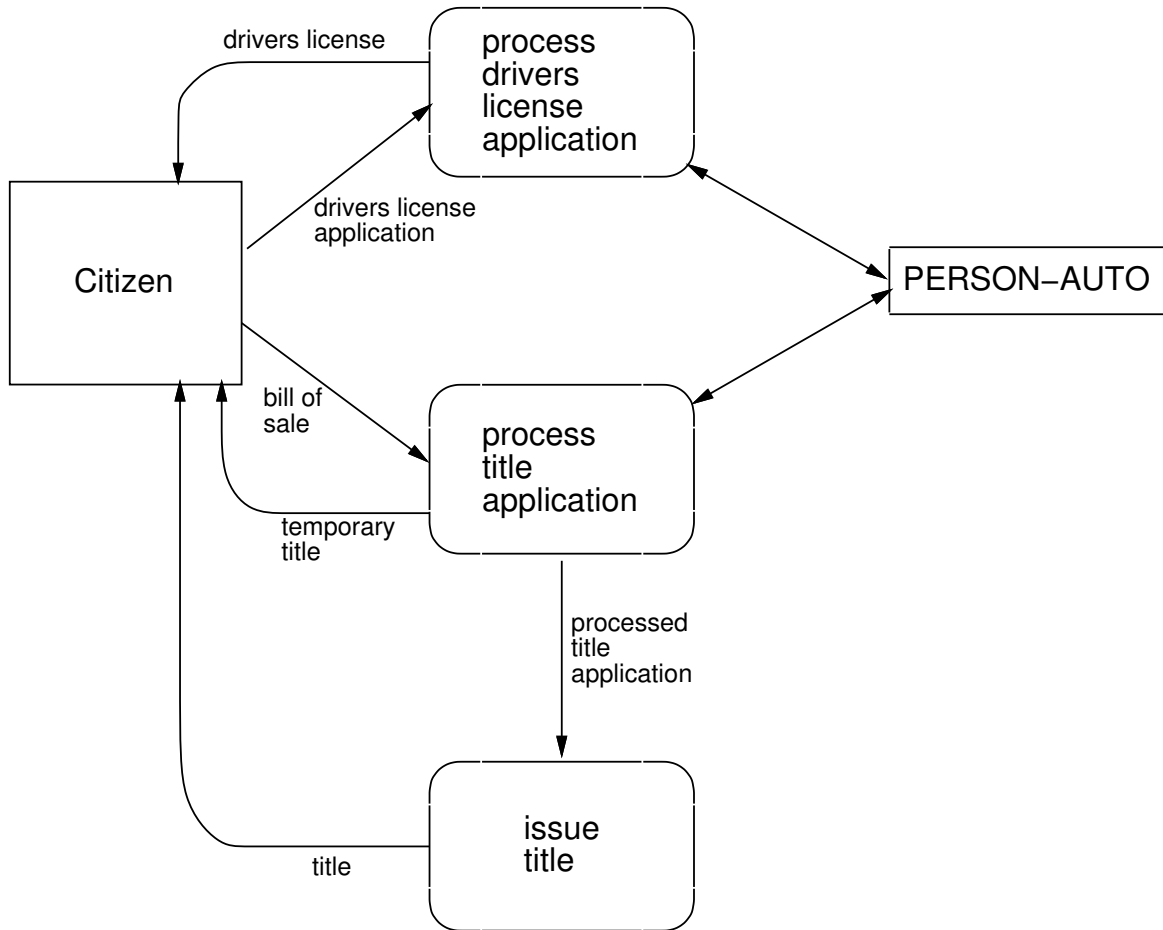 drivers license
process
drivers
license
application
drivers license
application
Citizen
PERSON−AUTO
bill of
sale
process
title
application
temporary
title
processed
title
application
issue
title
title